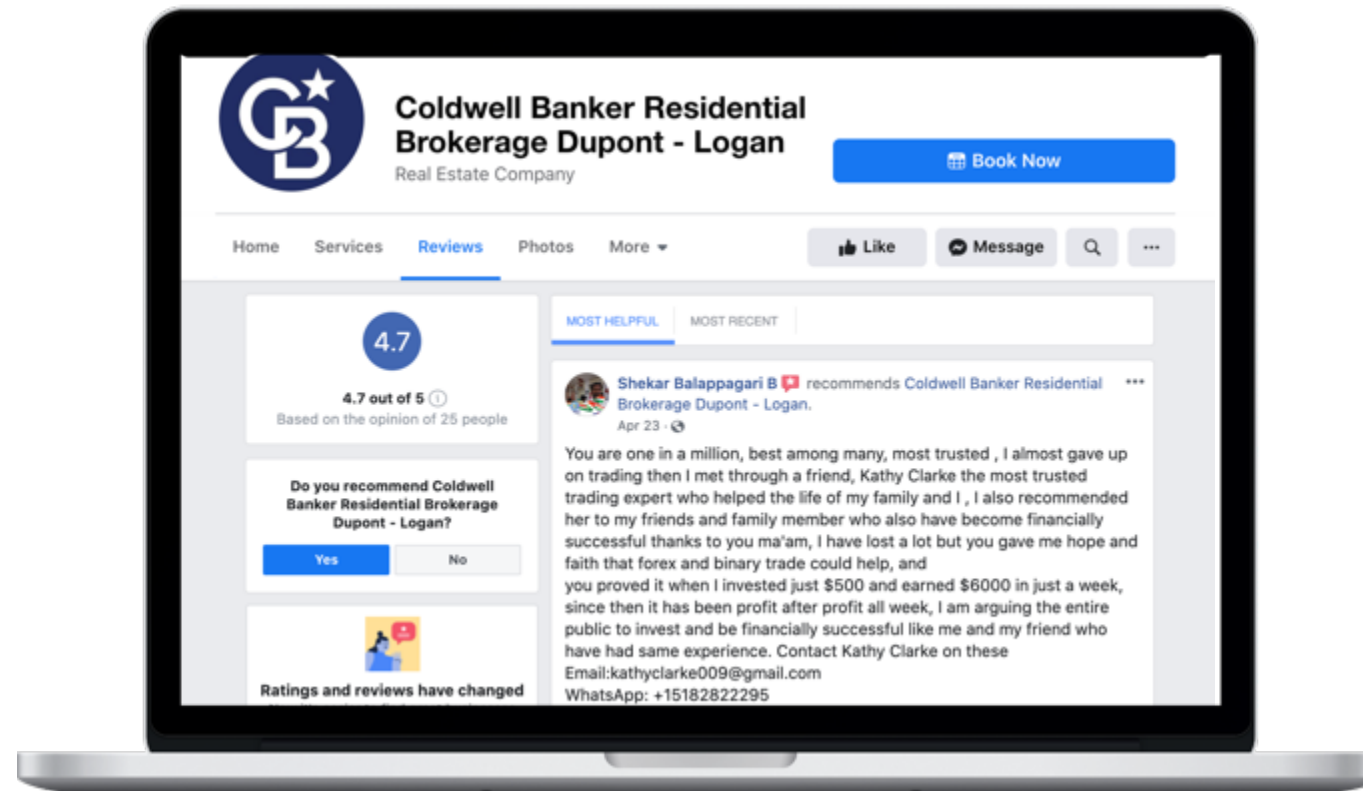 CB
Coldwell Banker Residential
Brokerage Dupont - Logan
Real Estate Company
Book Now
Home Services Reviews Photos More
Like Message
4.7
4.7 out of 5
Based on the opinion of 25 people
Do you recommend Coldwell
Banker Residential Brokerage
Dupont - Logan?
Yes No
Ratings and reviews have changed
MOST HELPFUL MOST RECENT
Shekar Balappagari B recommends Coldwell Banker Residential
Brokerage Dupont - Logan.
Apr 23 ·
You are one in a million, best among many, most trusted , I almost gave up
on trading then I met through a friend, Kathy Clarke the most trusted
trading expert who helped the life of my family and I , I also recommended
her to my friends and family member who also have become financially
successful thanks to you ma'am, I have lost a lot but you gave me hope and
faith that forex and binary trade could help, and
you proved it when I invested just $500 and earned $6000 in just a week,
since then it has been profit after profit all week, I am arguing the entire
public to invest and be financially successful like me and my friend who
have had same experience. Contact Kathy Clarke on these
Email:kathyclarke009@gmail.com
WhatsApp: +15182822295